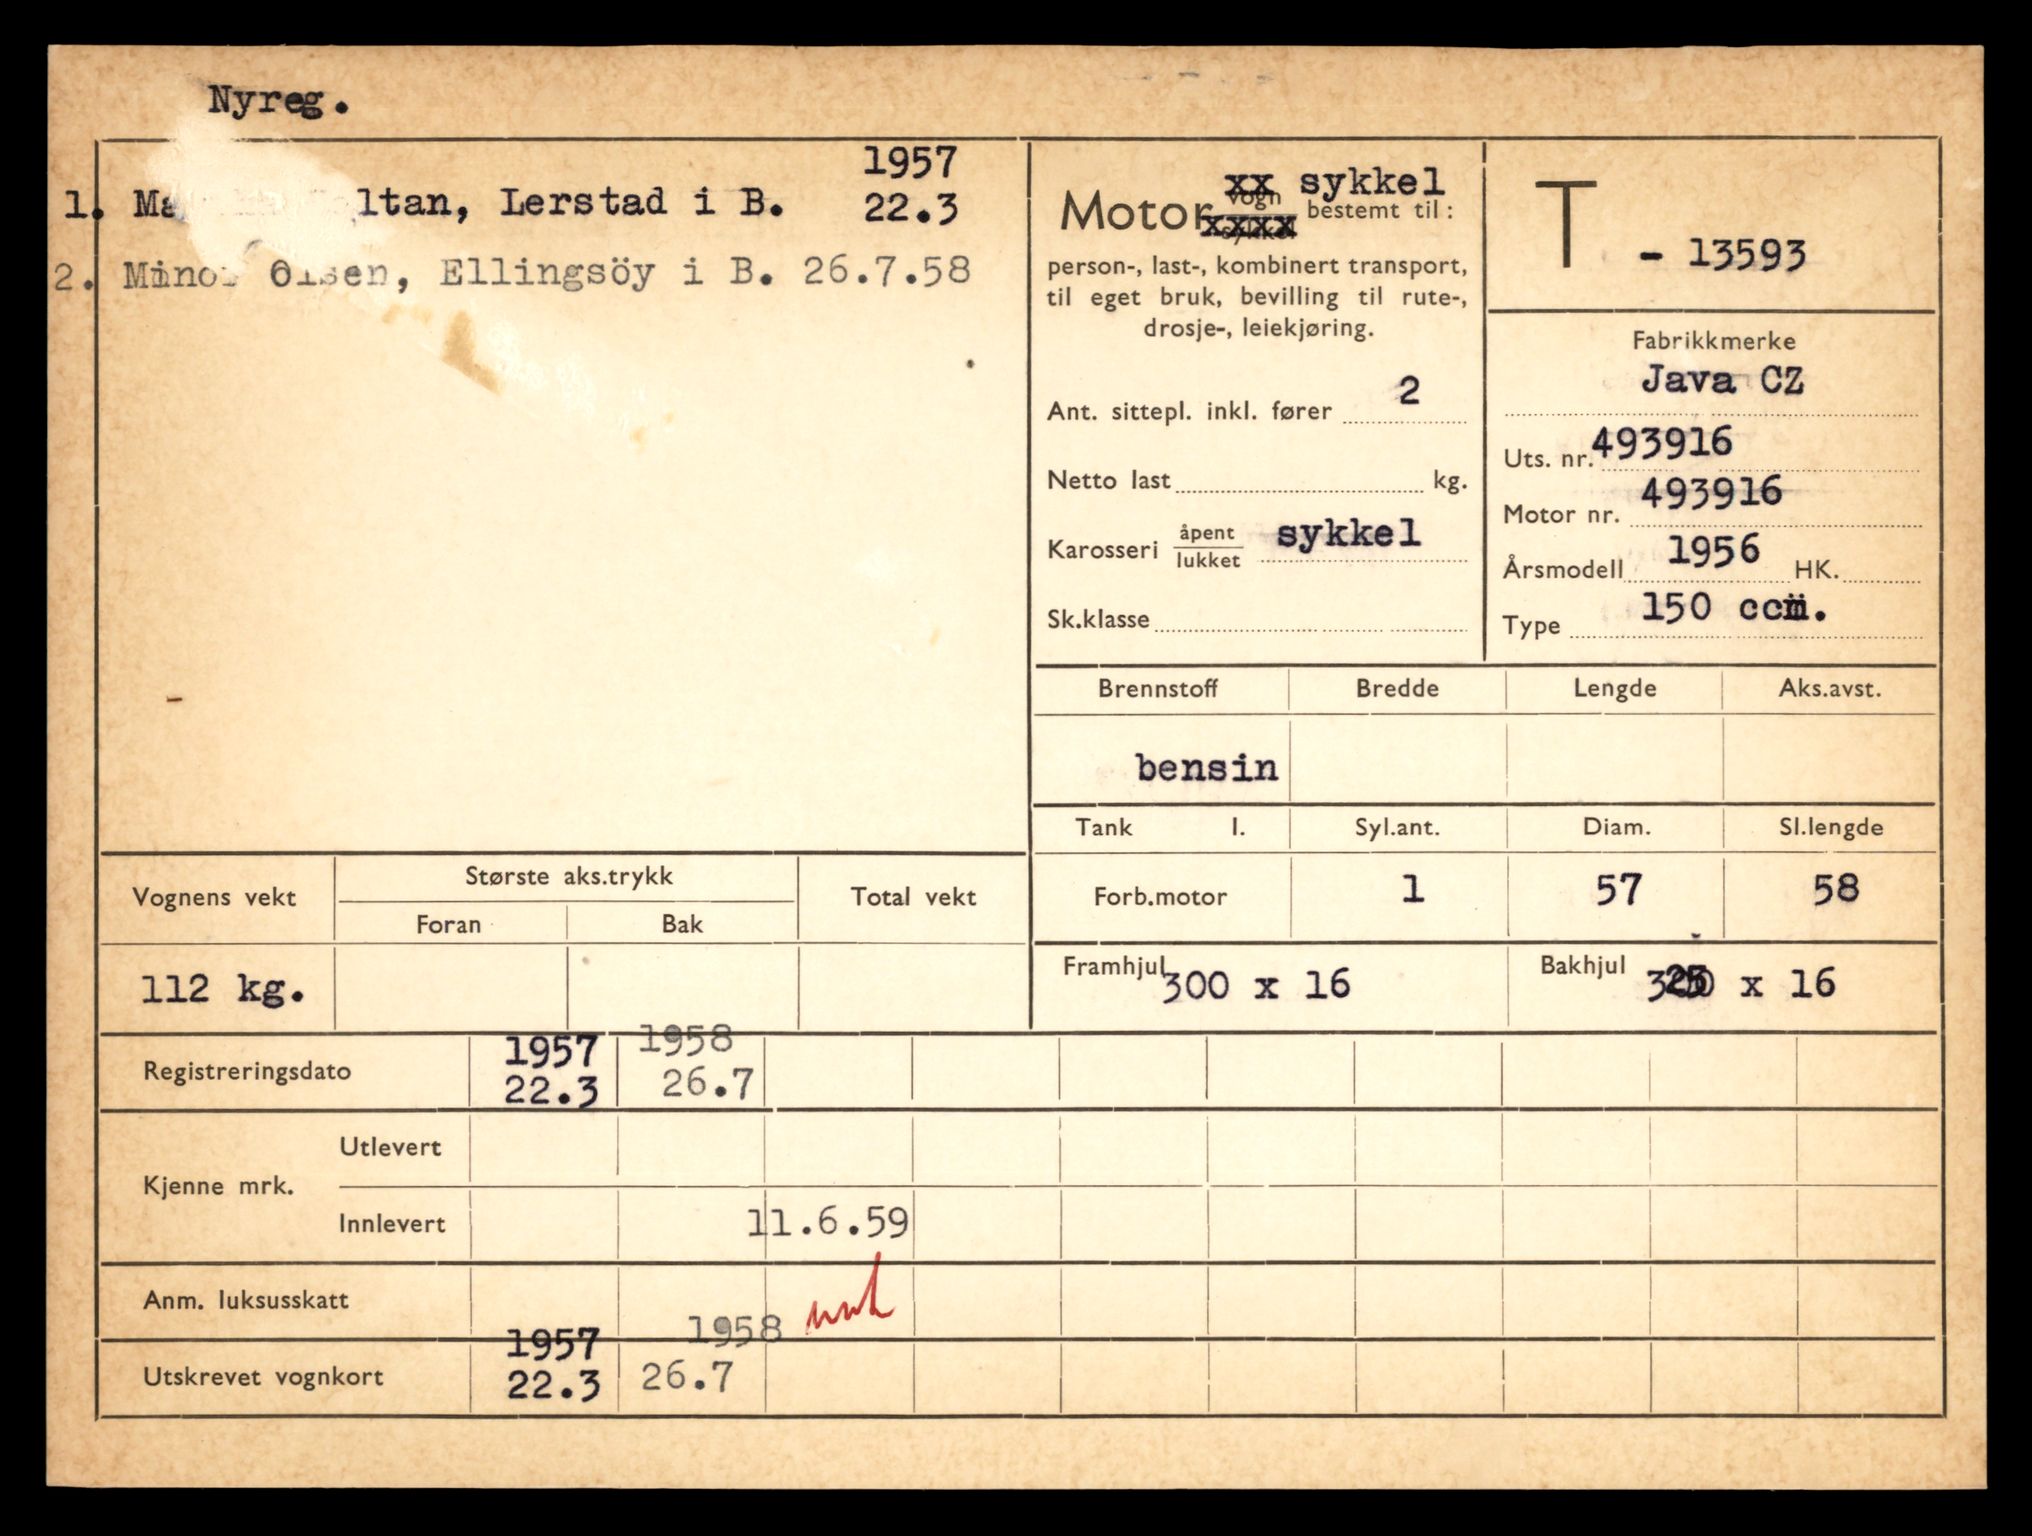 Nyreg.
1957
1. ltan, Lerstad i B. 22.3
2. Olsen, Ellingsöy i B. 26.7.58
xx sykkel
Motor vogn sykkel xxxx bestemt til:
person-, last-, kombinert transport,
til eget bruk, bevilling til rute-,
drosje-, leiekjøring.
Ant. sittepl. inkl. fører 2
Netto last kg.
Karosseri åpent lukket sykkel
Sk.klasse
T - 13593
Fabrikkmerke
Java CZ
Uts. nr. 493916
Motor nr. 493916
Årsmodell 1956 HK.
Type 150 ccm.
Brennstoff Bredde Lengde Aks.avst.
bensin
Tank l. Syl.ant. Diam. Sl.lengde
Forb.motor 1 57 58
Framhjul 300 x 16 Bakhjul x 16
Vognens vekt Største aks.trykk Total vekt
Foran Bak
112 kg.
1957 1958
Registreringsdato
22.3 26.7
Utlevert
Kjenne mrk.
Innlevert 11.6.59
Anm. luksusskatt
1957 1958
Utskrevet vognkort 22.3 26.7